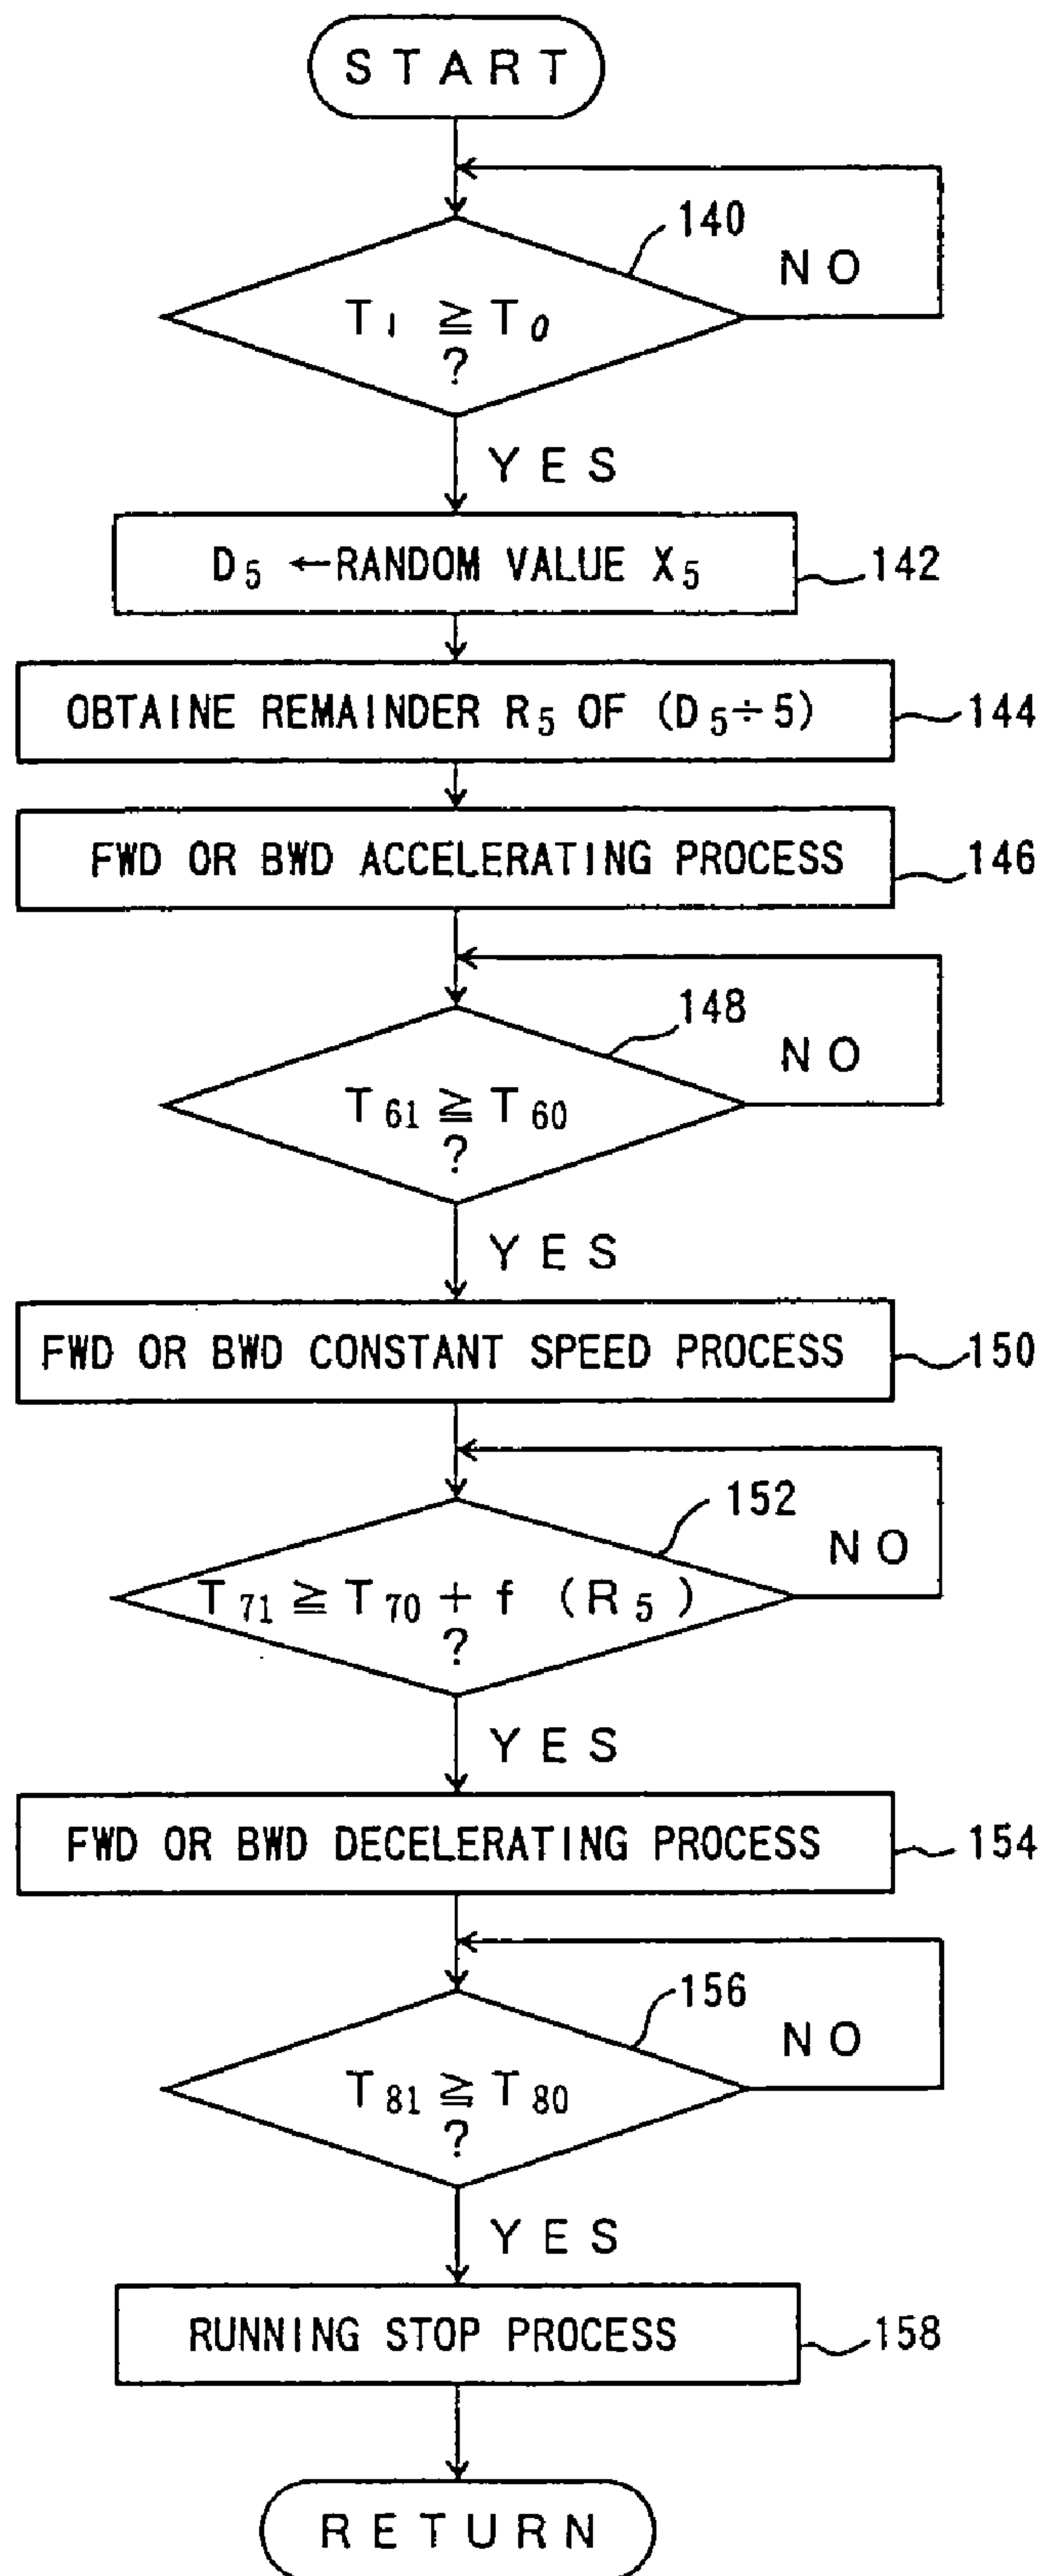 START
140
NO
T₁ ≧ T₀
?
YES
D₅ ←RANDOM VALUE X₅
142
OBTAINE REMAINDER R₅ OF (D₅÷5)
144
FWD OR BWD ACCELERATING PROCESS
146
148
NO
T₆₁ ≧ T₆₀
?
YES
FWD OR BWD CONSTANT SPEED PROCESS
150
152
NO
T₇₁ ≧ T₇₀ + f (R₅)
?
YES
FWD OR BWD DECELERATING PROCESS
154
156
NO
T₈₁ ≧ T₈₀
?
YES
RUNNING STOP PROCESS
158
RETURN